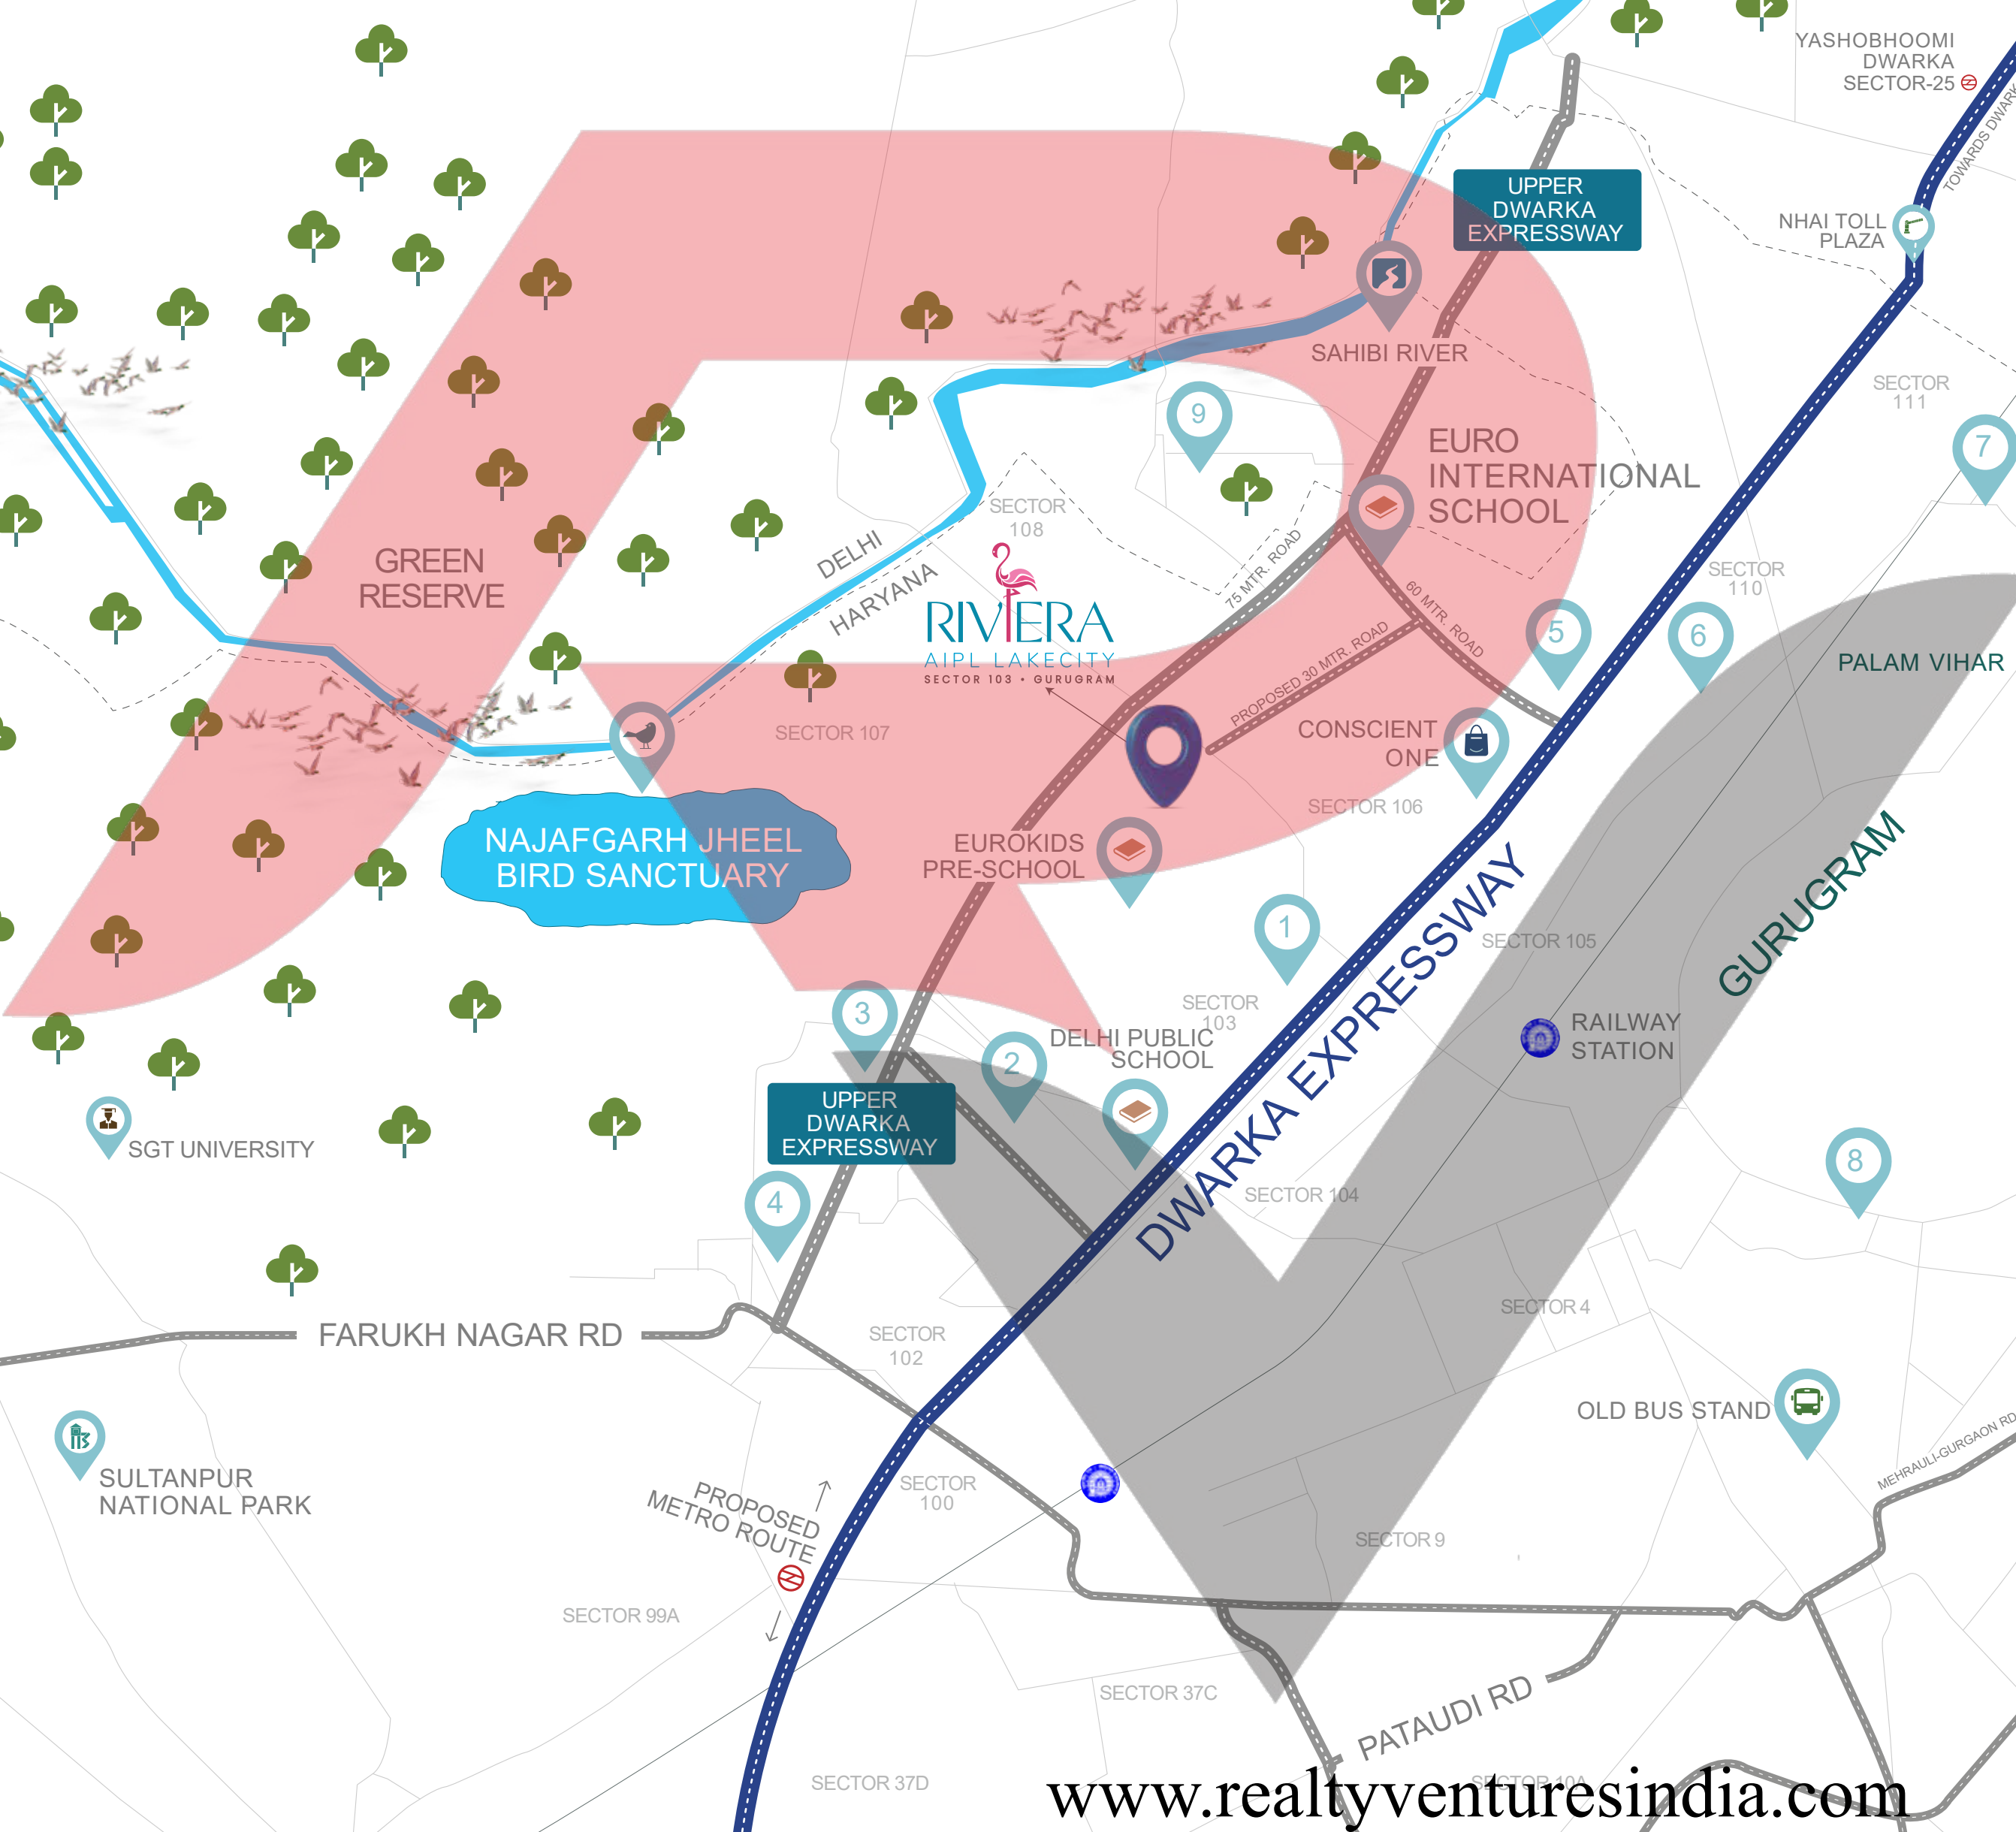 YASHOBHOOMI
DWARKA
SECTOR-25
UPPER
DWARKA
EXPRESSWAY
NHAI TOLL
PLAZA
SAHIBI RIVER
SECTOR
111
7
9
EURO
INTERNATIONAL
SCHOOL
SECTOR
108
DELHI
HARYANA
GREEN
RESERVE
75 MTR. ROAD
60 MTR. ROAD
PROPOSED 30 MTR. ROAD
SECTOR
110
RIVIERA
AIPL LAKECITY
SECTOR 103 • GURUGRAM
5
6
PALAM VIHAR
SECTOR 107
CONSCIENT
ONE
SECTOR 106
NAJAFGARH JHEEL
BIRD SANCTUARY
EUROKIDS
PRE-SCHOOL
GURUGRAM
1
SECTOR 105
3
SECTOR
103
DELHI PUBLIC
SCHOOL
2
RAILWAY
STATION
DWARKA EXPRESSWAY
UPPER
DWARKA
EXPRESSWAY
SGT UNIVERSITY
4
8
SECTOR 104
SECTOR 4
FARUKH NAGAR RD
SECTOR
102
OLD BUS STAND
MEHRAULI-GURGAON RD
SULTANPUR
NATIONAL PARK
SECTOR
100
PROPOSED
METRO ROUTE
SECTOR 9
SECTOR 99A
SECTOR 37C
PATAUDI RD
SECTOR 37D
SECTOR 10A
www.realtyventuresindia.com